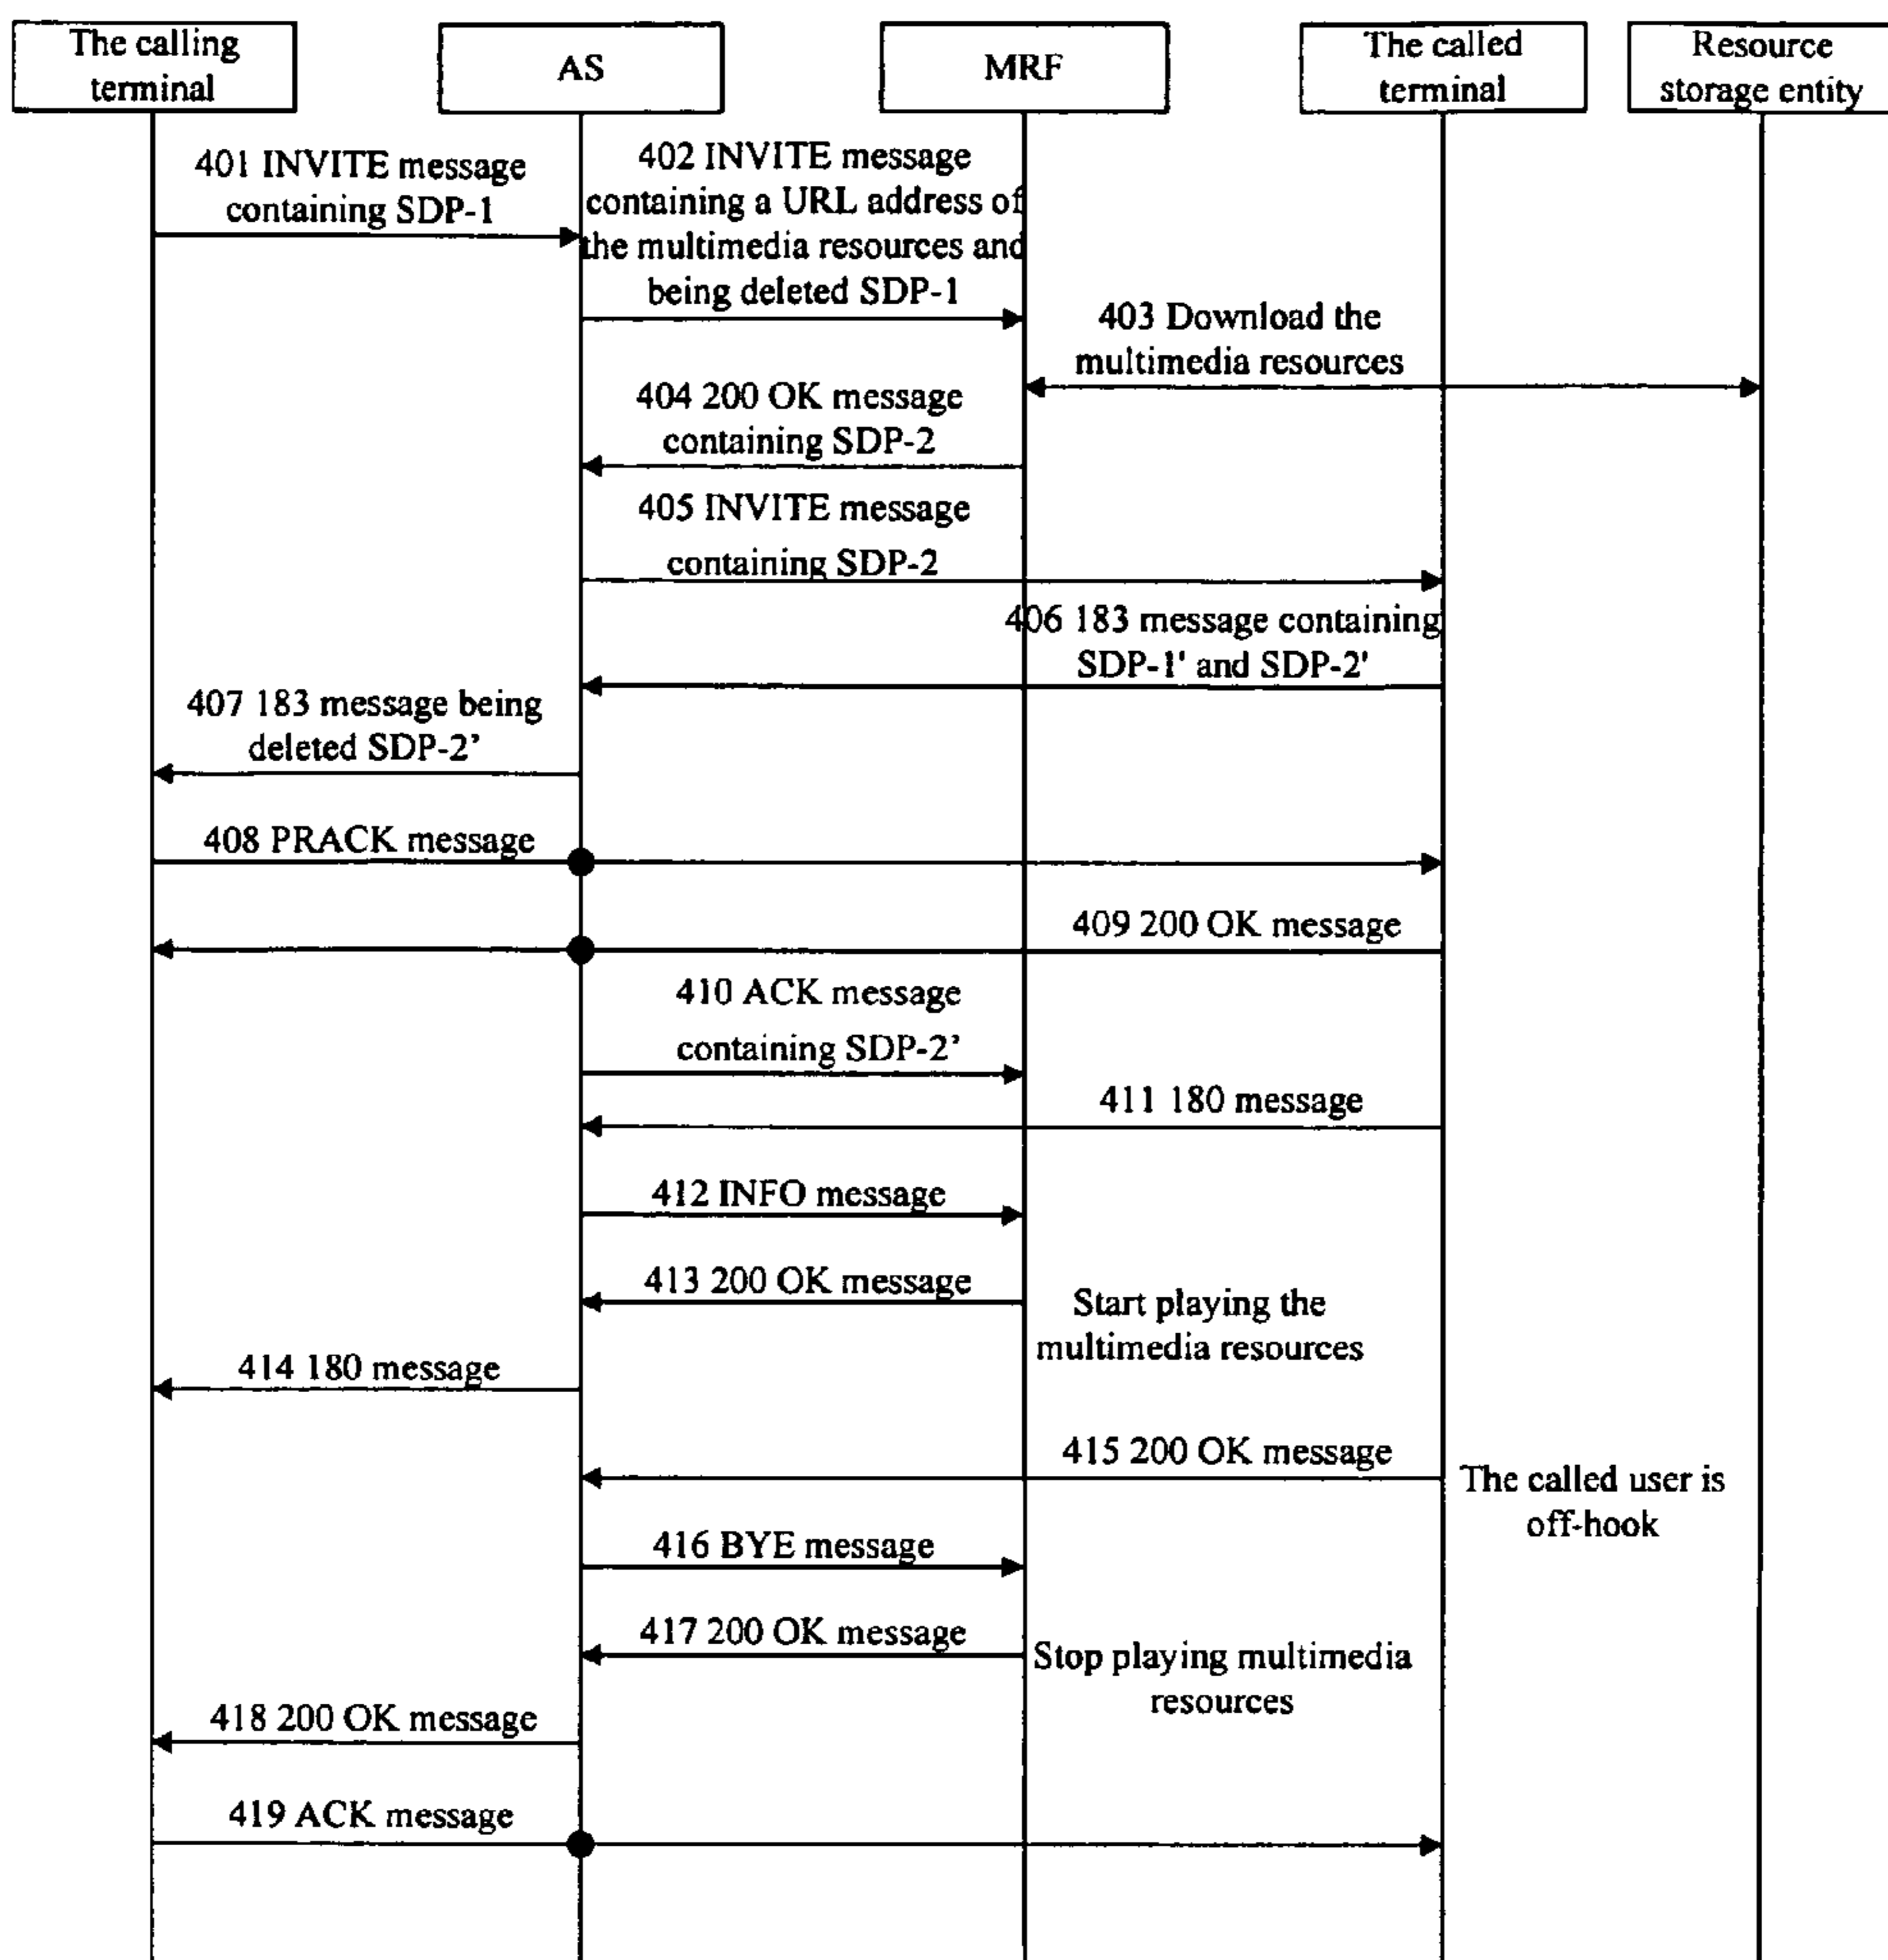 The calling
terminal
AS
MRF
The called
terminal
Resource
storage entity
401 INVITE message
containing SDP-1
402 INVITE message
containing a URL address of
the multimedia resources and
being deleted SDP-1
403 Download the
multimedia resources
404 200 OK message
containing SDP-2
405 INVITE message
containing SDP-2
406 183 message containing
SDP-1' and SDP-2'
407 183 message being
deleted SDP-2’
408 PRACK message
409 200 OK message
410 ACK message
containing SDP-2’
411 180 message
412 INFO message
413 200 OK message
Start playing the
multimedia resources
414 180 message
415 200 OK message
The called user is
off-hook
416 BYE message
417 200 OK message
Stop playing multimedia
resources
418 200 OK message
419 ACK message